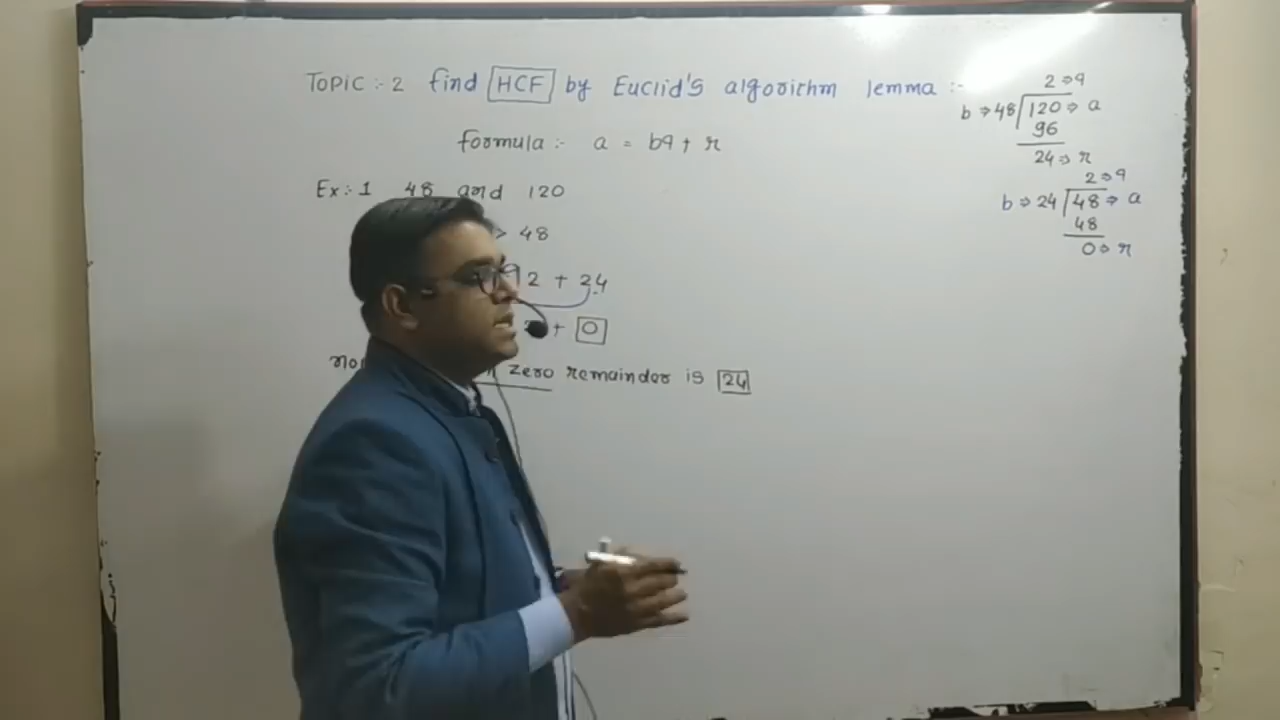 TOPIC :- 2 find HCF by Euclid's algorithm lemma :-
formula :- a = bq + r
Ex :- 1 48 and 120
> 48
2 + 24
+ 0
zero remainder is 24
2 ⇒ q
b ⇒ 48 120 ⇒ a
96
24 ⇒ r
2 ⇒ q
b ⇒ 24 48 ⇒ a
48
0 ⇒ r